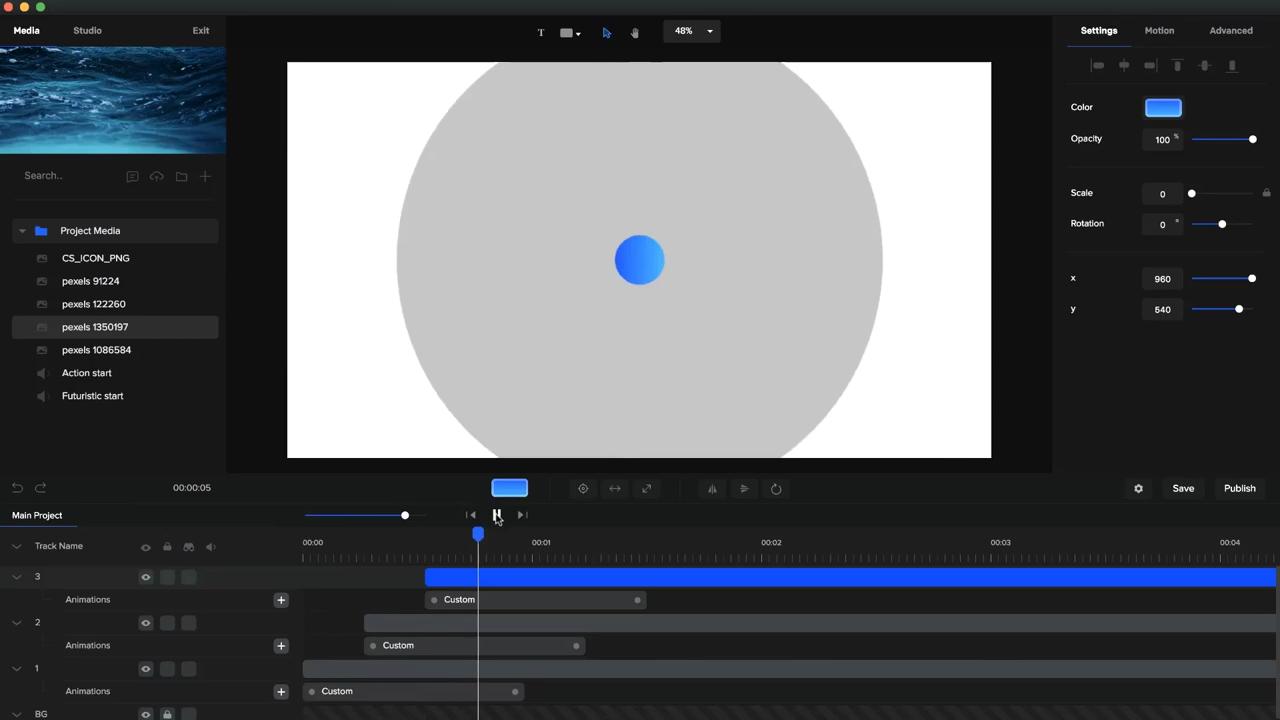 Media Studio Exit
T 48%
Settings Motion Advanced
Color
Opacity 100 %
Search..
Scale 0
Rotation 0 °
Project Media
CS_ICON_PNG
pexels 91224
pexels 122260
pexels 1350197
pexels 1086584
Action start
Futuristic start
x 960
y 540
00:00:05
Save Publish
Main Project
Track Name
00:00 00:01 00:02 00:03 00:04
3
Animations Custom
2
Animations Custom
1
Animations Custom
BG